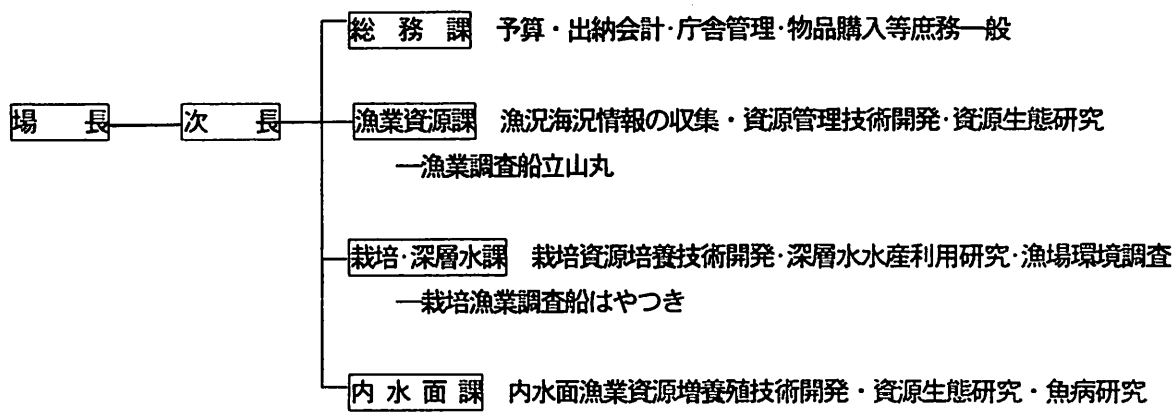 総務課 予算・出納会計・庁舎管理・物品購入等庶務一般
場長 次長 漁業資源課 漁況海況情報の収集・資源管理技術開発・資源生態研究
―漁業調査船立山丸
栽培・深層水課 栽培資源培養技術開発・深層水水産利用研究・漁場環境調査
―栽培漁業調査船はやつき
内水面課 内水面漁業資源増養殖技術開発・資源生態研究・魚病研究